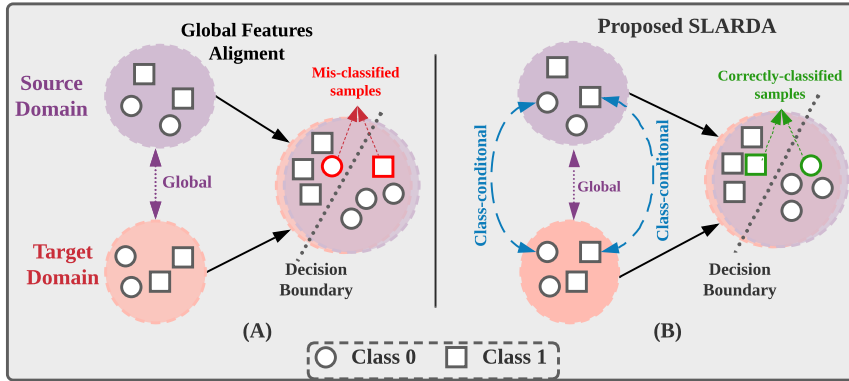 Global Features
Aligment
Mis-classified
samples
Source
Domain
Global
Target
Domain
Decision
Boundary
(A)
Proposed SLARDA
Correctly-classified
samples
Class-conditonal
Global
Class-conditonal
Decision
Boundary
(B)
Class 0 Class 1